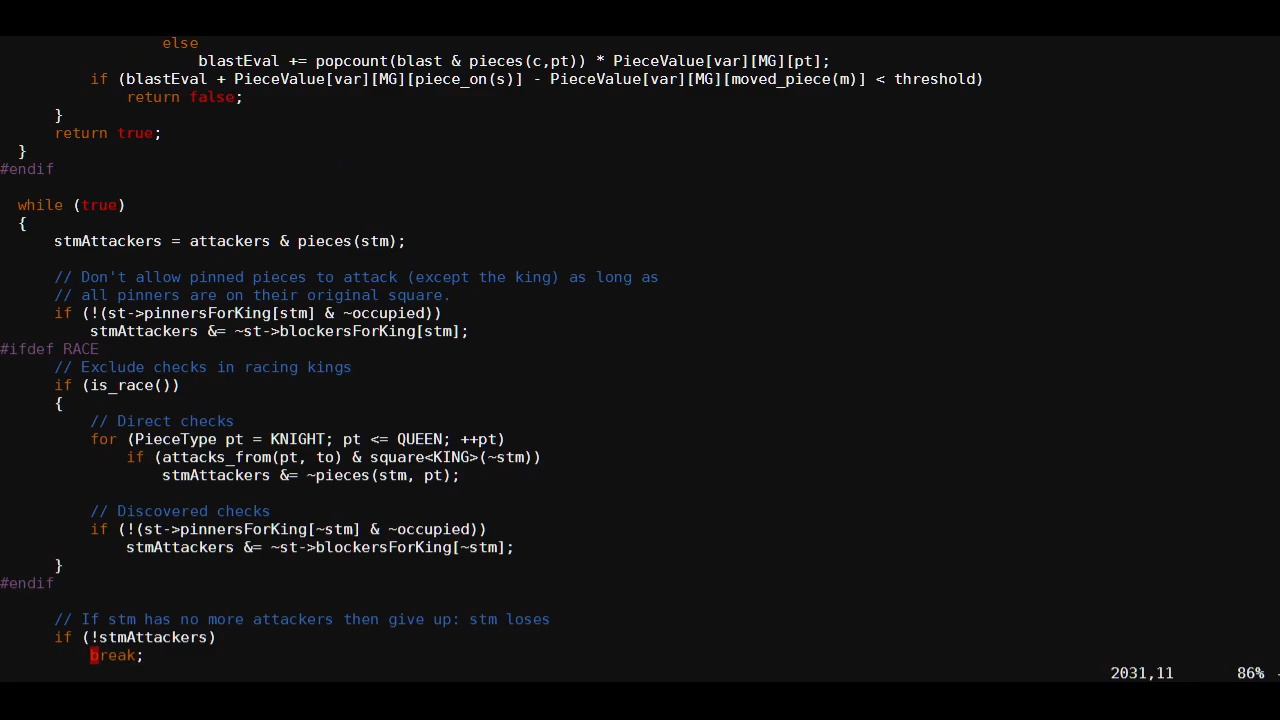 else
blastEval += popcount(blast & pieces(c,pt)) * PieceValue[var][MG][pt];
if (blastEval + PieceValue[var][MG][piece_on(s)] - PieceValue[var][MG][moved_piece(m)] < threshold)
return false;
}
return true;
}
#endif
while (true)
{
stmAttackers = attackers & pieces(stm);
// Don't allow pinned pieces to attack (except the king) as long as
// all pinners are on their original square.
if (!(st->pinnersForKing[stm] & ~occupied))
stmAttackers &= ~st->blockersForKing[stm];
#ifdef RACE
// Exclude checks in racing kings
if (is_race())
{
// Direct checks
for (PieceType pt = KNIGHT; pt <= QUEEN; ++pt)
if (attacks_from(pt, to) & square<KING>(~stm))
stmAttackers &= ~pieces(stm, pt);
// Discovered checks
if (!(st->pinnersForKing[~stm] & ~occupied))
stmAttackers &= ~st->blockersForKing[~stm];
}
#endif
// If stm has no more attackers then give up: stm loses
if (!stmAttackers)
break;
2031,11 86%